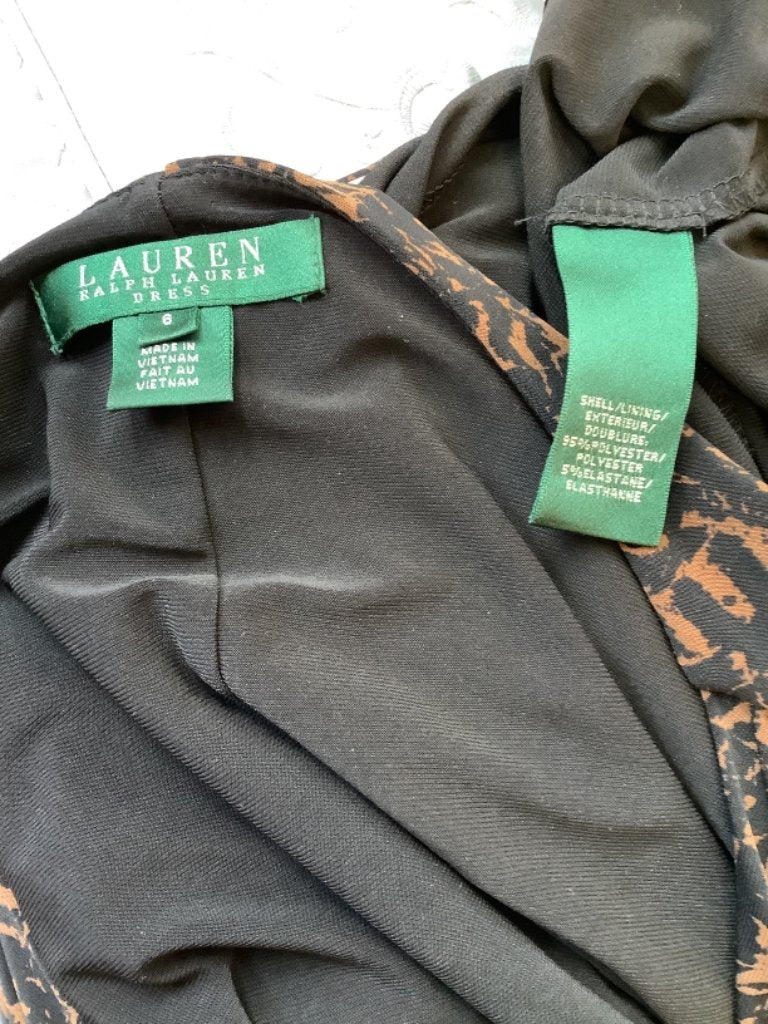 LAUREN
RALPH LAUREN
DRESS
6
MADE IN
VIETNAM
FAIT AU
VIETNAM
SHELL/LINING/
EXTERIEUR/
DOUBLURE:
95%POLYESTER/
POLYESTER
5%ELASTANE/
ELASTHANNE